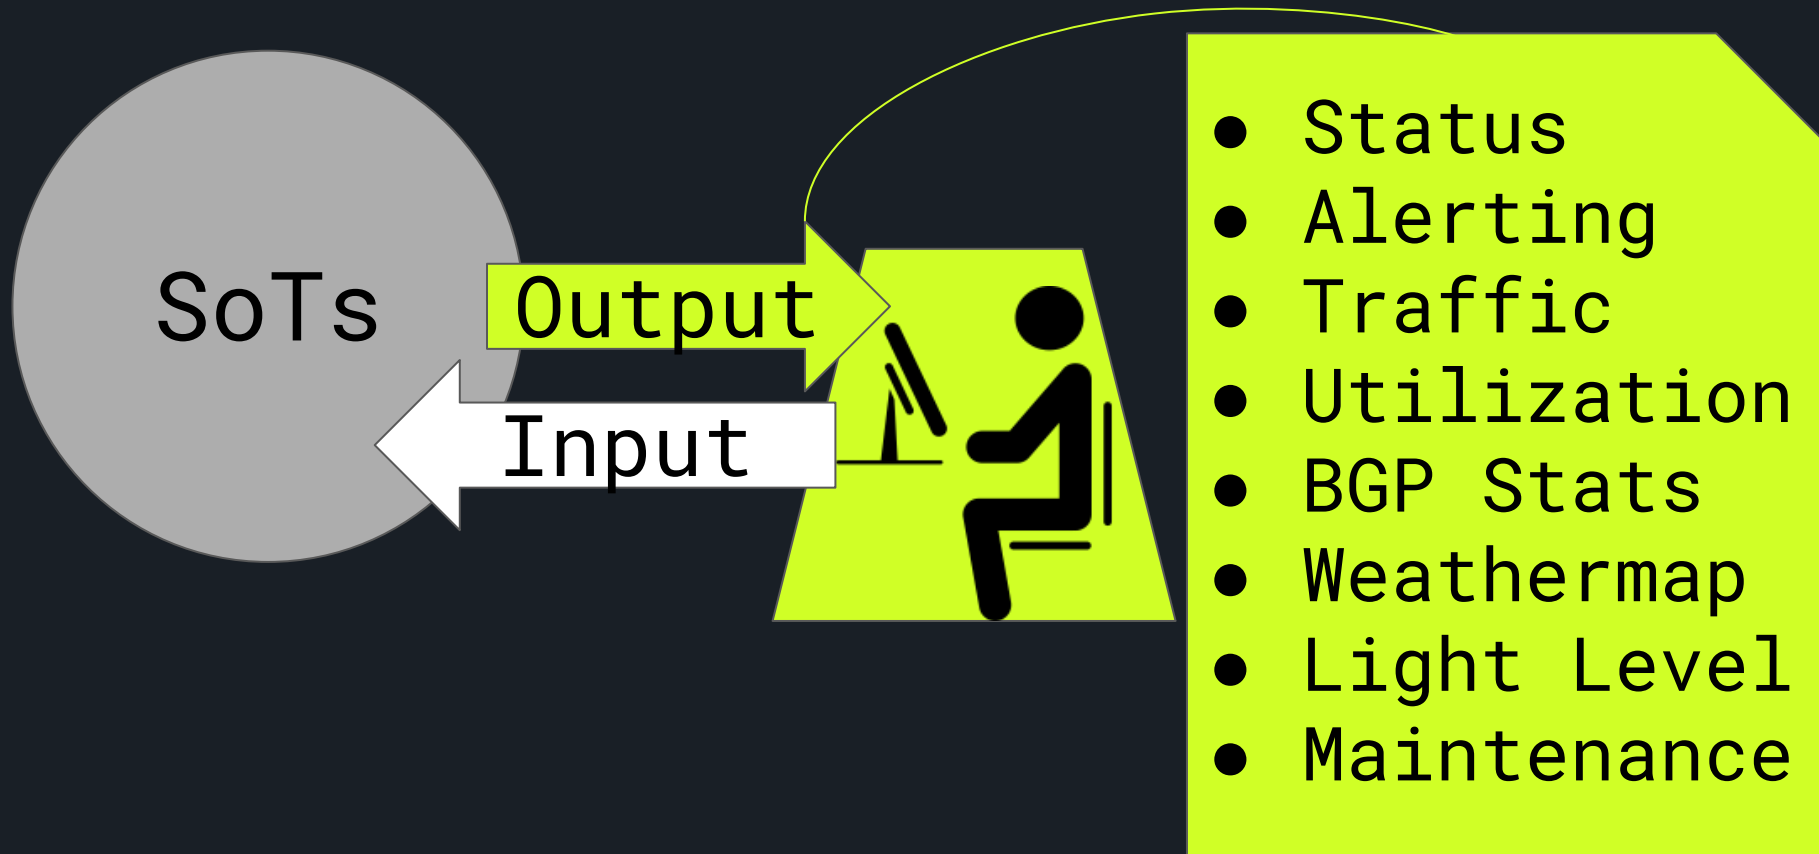 SoTs
Output
Input
● Status
● Alerting
● Traffic
● Utilization
● BGP Stats
● Weathermap
● Light Level
● Maintenance